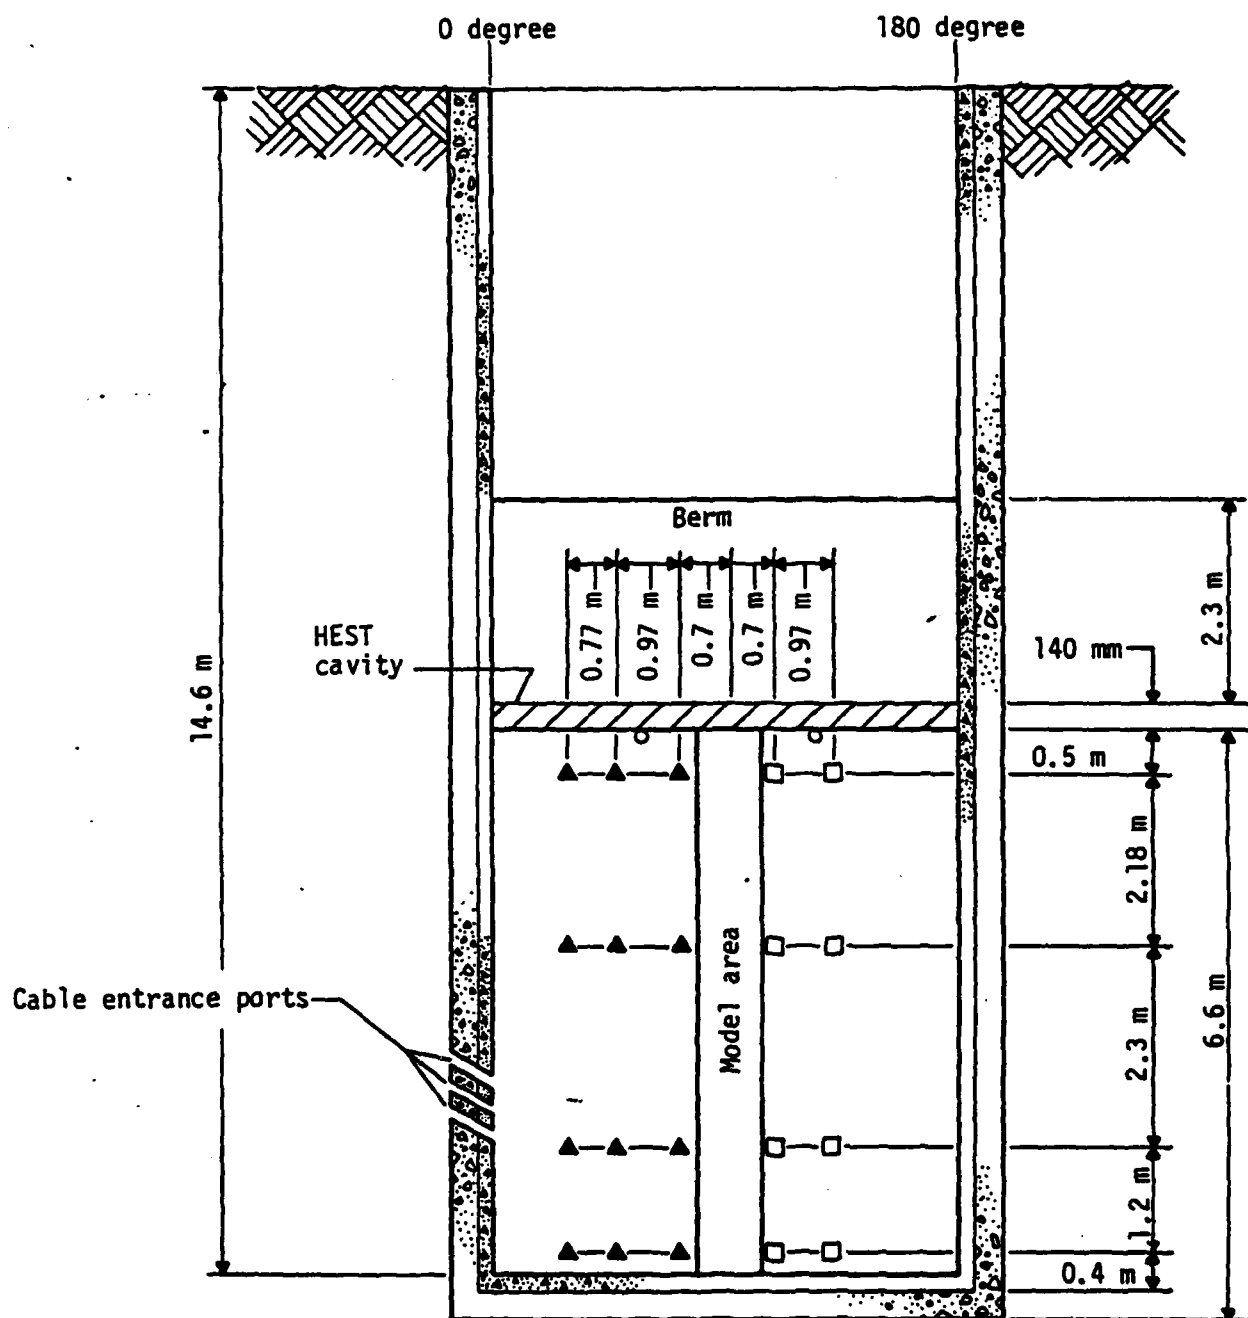 0 degree
180 degree
Berm
0.77 m
0.97 m
0.7 m
0.7 m
0.97 m
HEST
cavity
14.6 m
140 mm
2.3 m
0.5 m
2.18 m
Model area
2.3 m
6.6 m
Cable entrance ports
1.2 m
0.4 m